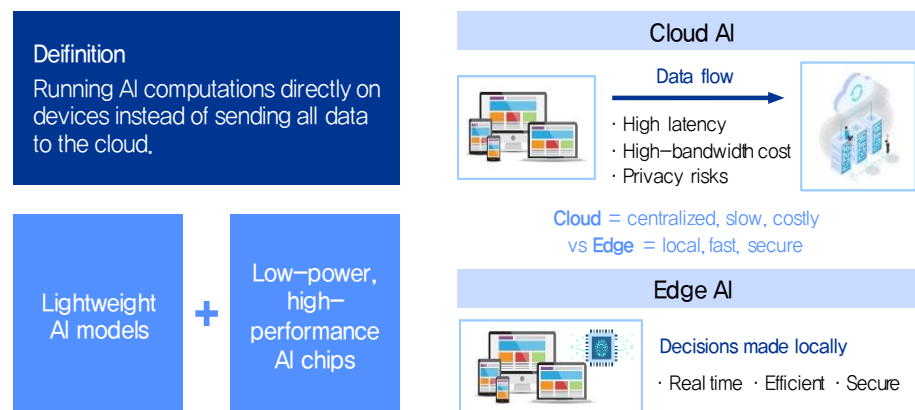 Deifinition
Running AI computations directly on
devices instead of sending all data
to the cloud.
Lightweight
AI models
+
Low-power,
high-
performance
AI chips
Cloud AI
Data flow
· High latency
· High-bandwidth cost
· Privacy risks
Cloud = centralized, slow, costly
vs Edge = local, fast, secure
Edge AI
Decisions made locally
· Real time · Efficient · Secure